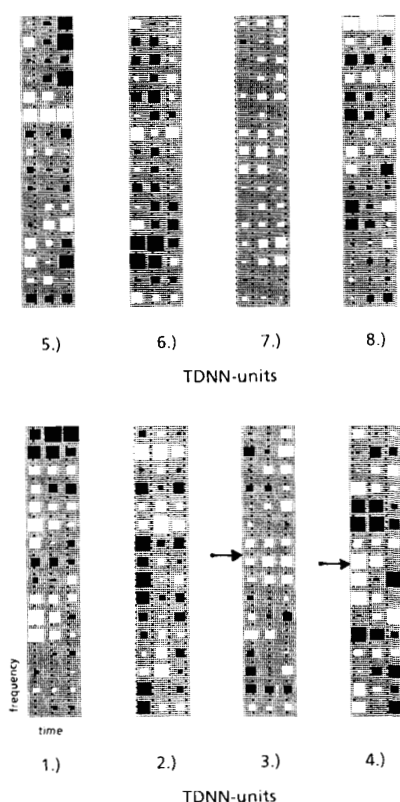 5.) 6.) 7.) 8.)
TDNN-units
frequency
time
1.) 2.) 3.) 4.)
TDNN-units